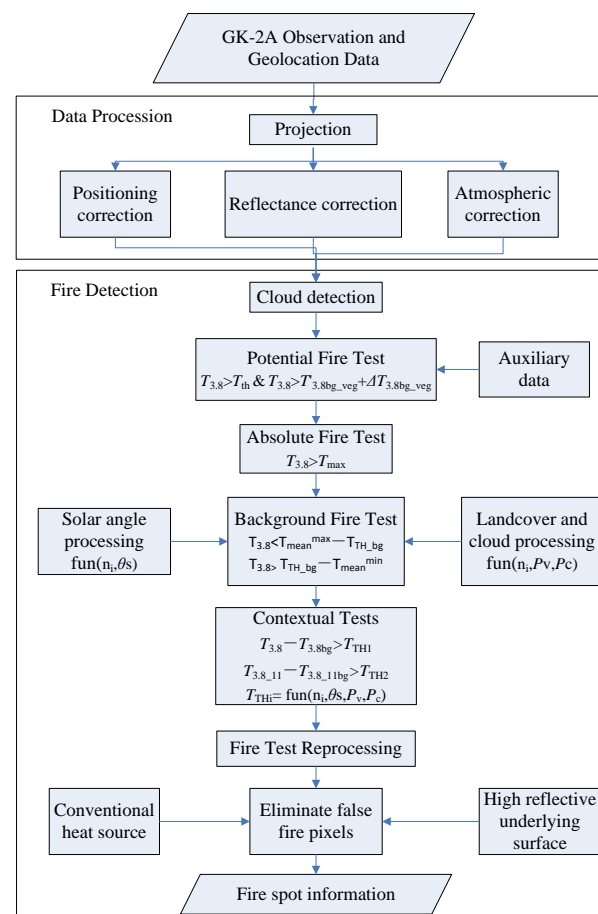 GK-2A Observation and
Geolocation Data
Data Procession
Projection
Positioning
correction
Reflectance correction
Atmospheric
correction
Fire Detection
Cloud detection
Potential Fire Test
T3.8>Tth & T3.8>T'3.8bg_veg+ΔT3.8bg_veg
Auxiliary
data
Absolute Fire Test
T3.8>Tmax
Solar angle
processing
fun(ni,θs)
Background Fire Test
T3.8<Tmean^max—TTH_bg
T3.8> TTH_bg—Tmean^min
Landcover and
cloud processing
fun(ni,Pv,Pc)
Contextual Tests
T3.8—T3.8bg>TTH1
T3.8_11—T3.8_11bg>TTH2
TTHi= fun(ni,θs,Pv,Pc)
Fire Test Reprocessing
Conventional
heat source
Eliminate false
fire pixels
High reflective
underlying
surface
Fire spot information